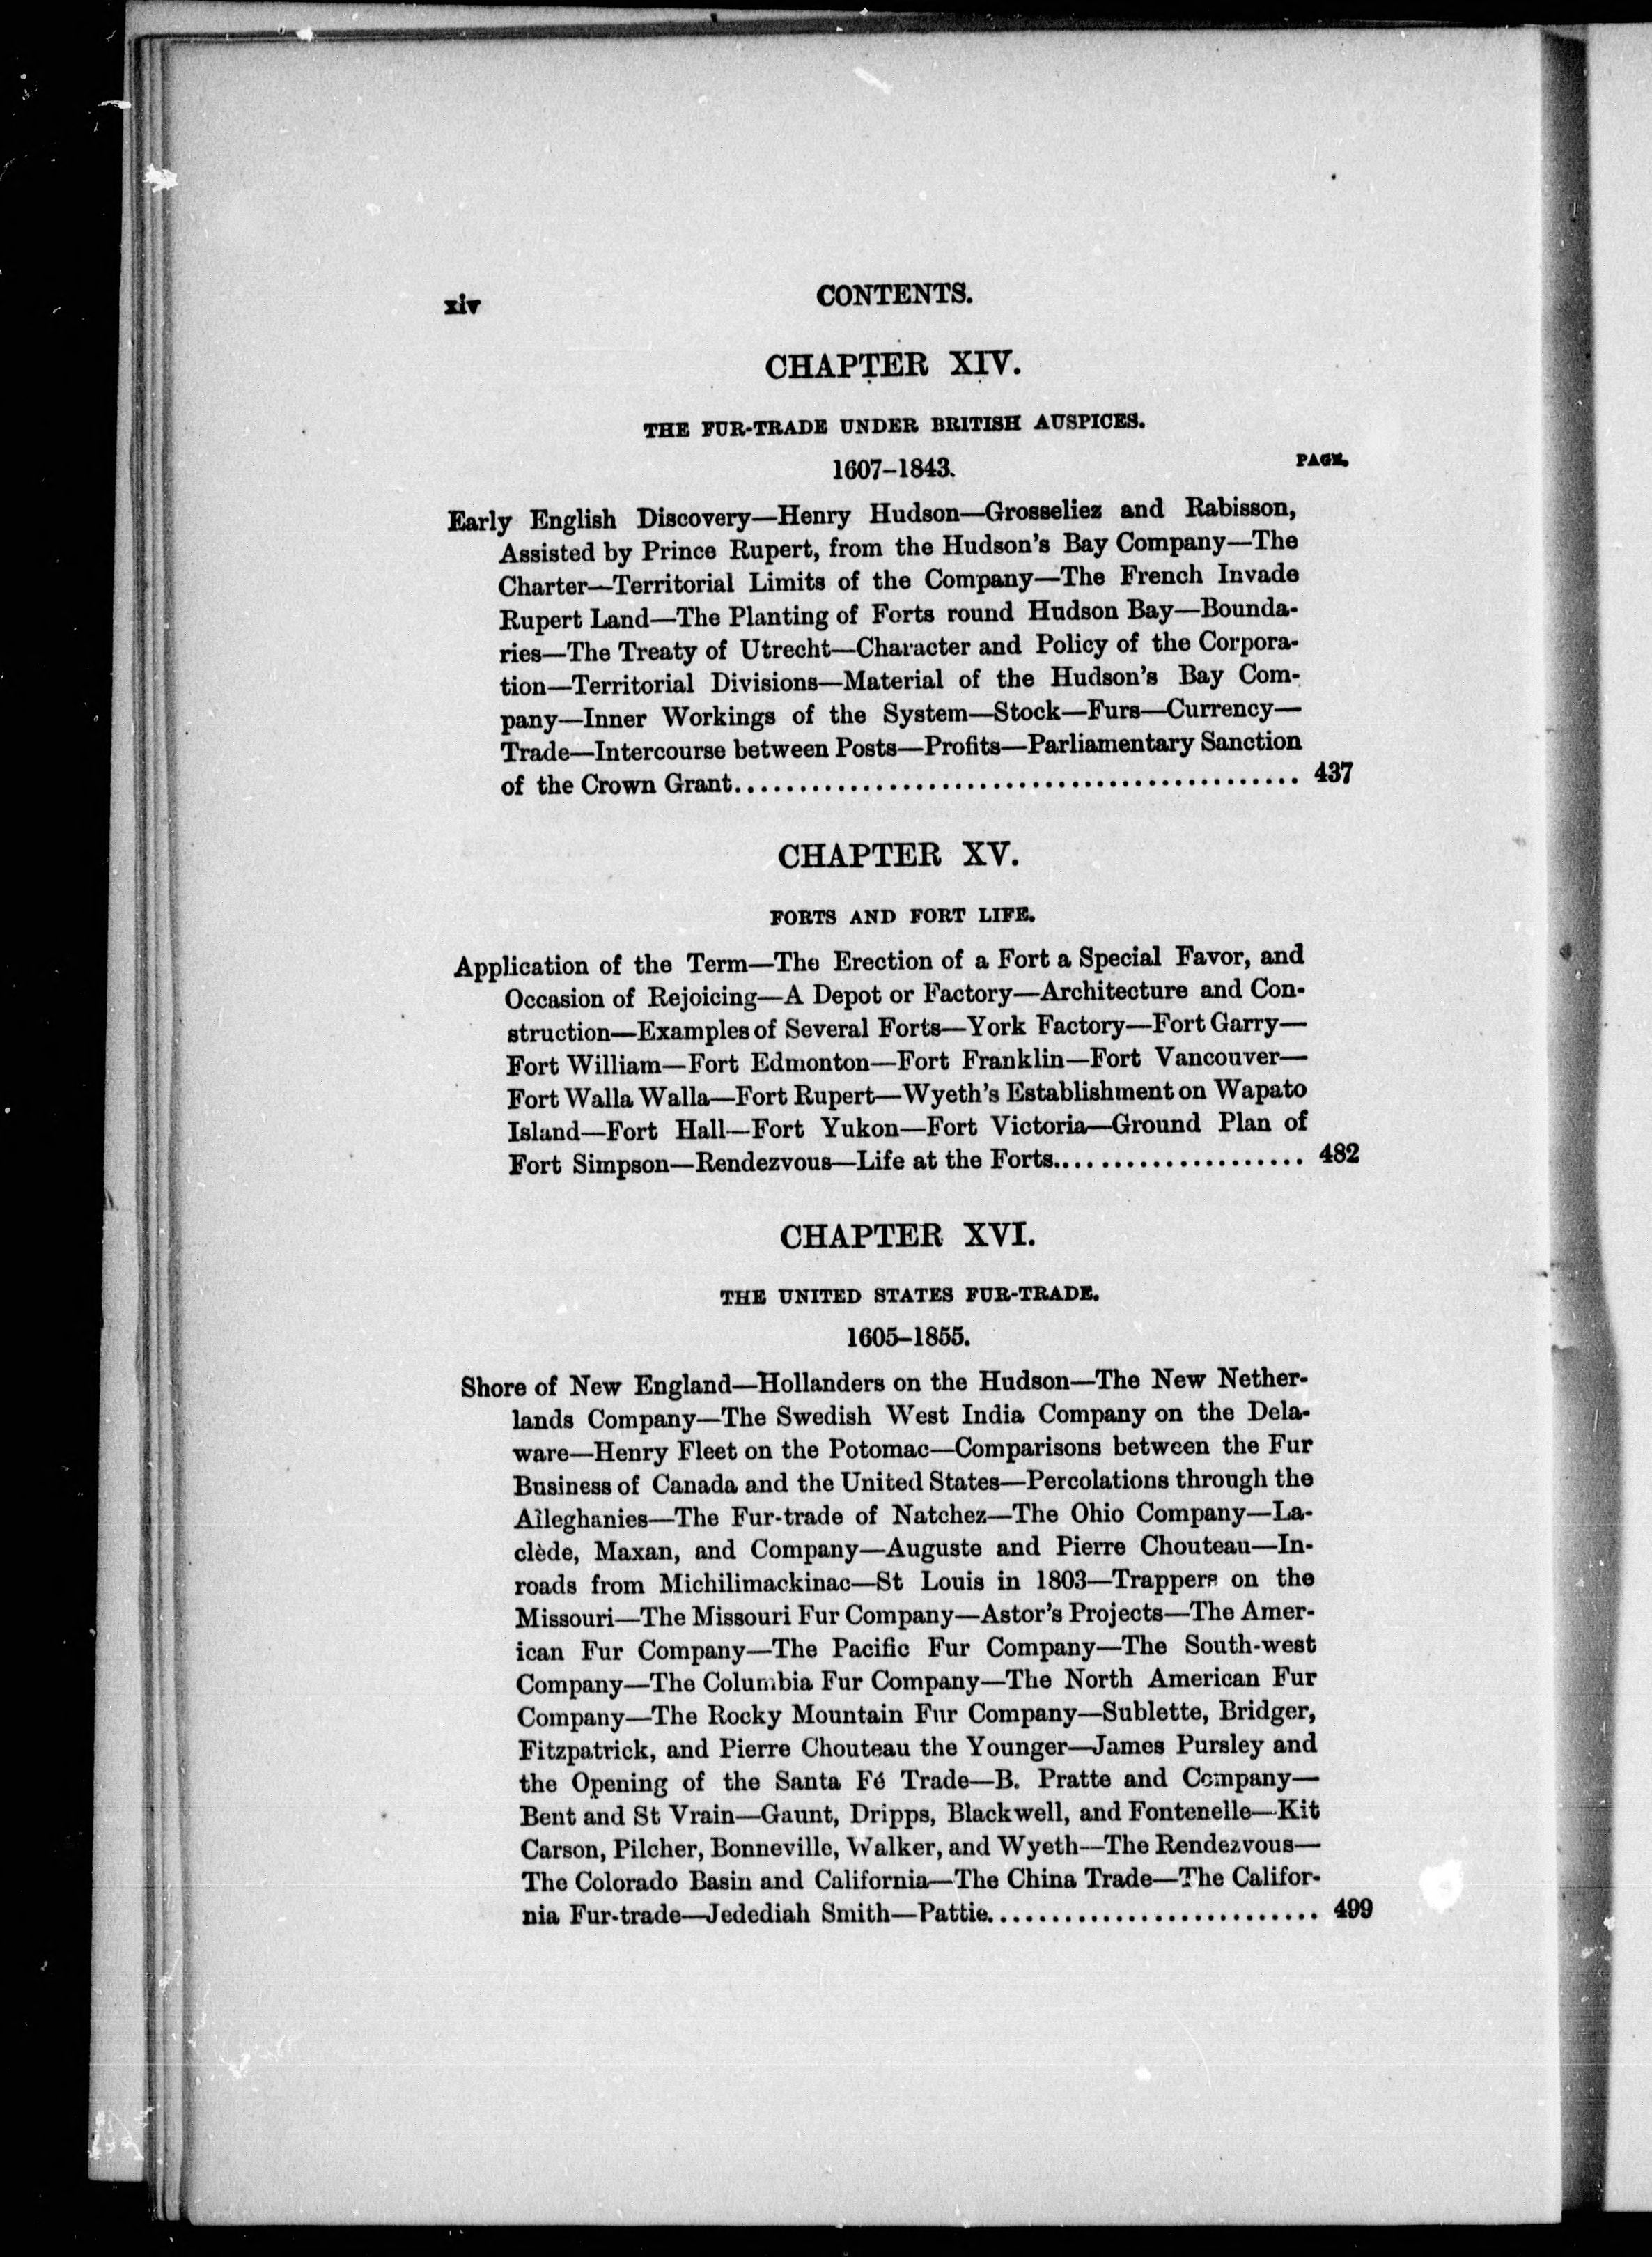 xiv
CONTENTS.
CHAPTER XIV.
THE FUR-TRADE UNDER BRITISH AUSPICES.
1607-1843.
PAGE.
Early English Discovery—Henry Hudson—Grosseliez and Rabisson,
Assisted by Prince Rupert, from the Hudson's Bay Company—The
Charter—Territorial Limits of the Company—The French Invade
Rupert Land—The Planting of Forts round Hudson Bay—Bounda-
ries—The Treaty of Utrecht—Character and Policy of the Corpora-
tion—Territorial Divisions—Material of the Hudson's Bay Com-
pany—Inner Workings of the System—Stock—Furs—Currency—
Trade—Intercourse between Posts—Profits—Parliamentary Sanction
of the Crown Grant............................................ 437
CHAPTER XV.
FORTS AND FORT LIFE.
Application of the Term—The Erection of a Fort a Special Favor, and
Occasion of Rejoicing—A Depot or Factory—Architecture and Con-
struction—Examples of Several Forts—York Factory—Fort Garry—
Fort William—Fort Edmonton—Fort Franklin—Fort Vancouver—
Fort Walla Walla—Fort Rupert—Wyeth's Establishment on Wapato
Island—Fort Hall—Fort Yukon—Fort Victoria—Ground Plan of
Fort Simpson—Rendezvous—Life at the Forts.................... 482
CHAPTER XVI.
THE UNITED STATES FUR-TRADE.
1605-1855.
Shore of New England—Hollanders on the Hudson—The New Nether-
lands Company—The Swedish West India Company on the Dela-
ware—Henry Fleet on the Potomac—Comparisons between the Fur
Business of Canada and the United States—Percolations through the
Alleghanies—The Fur-trade of Natchez—The Ohio Company—La-
clède, Maxan, and Company—Auguste and Pierre Chouteau—In-
roads from Michilimackinac—St Louis in 1803—Trappers on the
Missouri—The Missouri Fur Company—Astor's Projects—The Amer-
ican Fur Company—The Pacific Fur Company—The South-west
Company—The Columbia Fur Company—The North American Fur
Company—The Rocky Mountain Fur Company—Sublette, Bridger,
Fitzpatrick, and Pierre Chouteau the Younger—James Pursley and
the Opening of the Santa Fé Trade—B. Pratte and Company—
Bent and St Vrain—Gaunt, Dripps, Blackwell, and Fontenelle—Kit
Carson, Pilcher, Bonneville, Walker, and Wyeth—The Rendezvous—
The Colorado Basin and California—The China Trade—The Califor-
nia Fur-trade—Jedediah Smith—Pattie.......................... 499